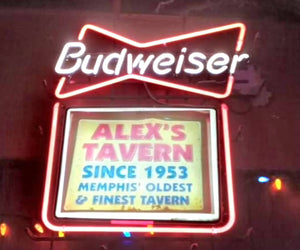 Budweiser
ALEX'S
TAVERN
SINCE 1953
MEMPHIS' OLDEST
& FINEST TAVERN